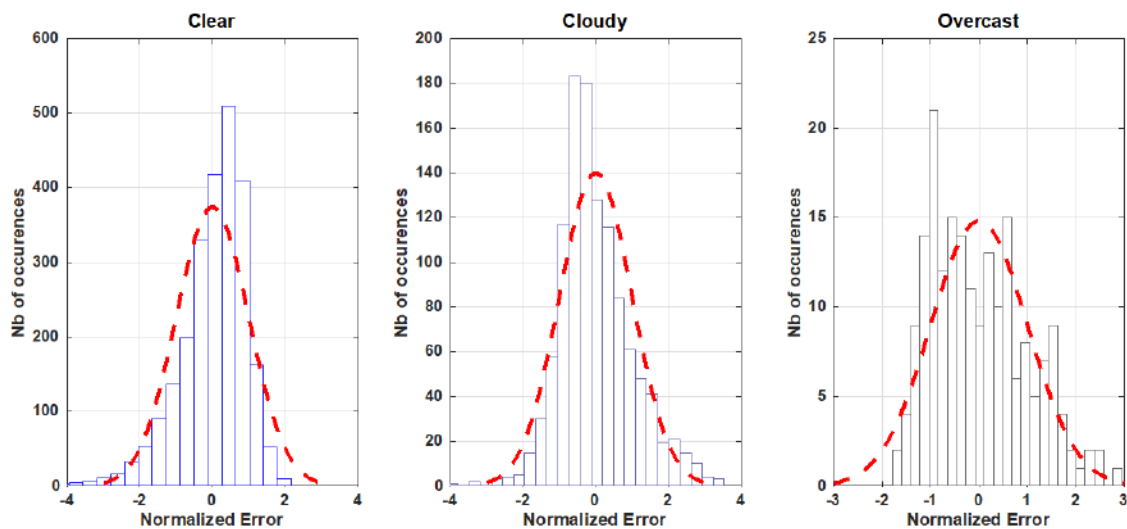 Clear
600
500
400
300
200
100
0
Nb of occurences
-4 -2 0 2 4
Normalized Error
Cloudy
200
180
160
140
120
100
80
60
40
20
0
Nb of occurences
-4 -2 0 2 4
Normalized Error
Overcast
25
20
15
10
5
0
Nb of occurences
-3 -2 -1 0 1 2 3
Normalized Error